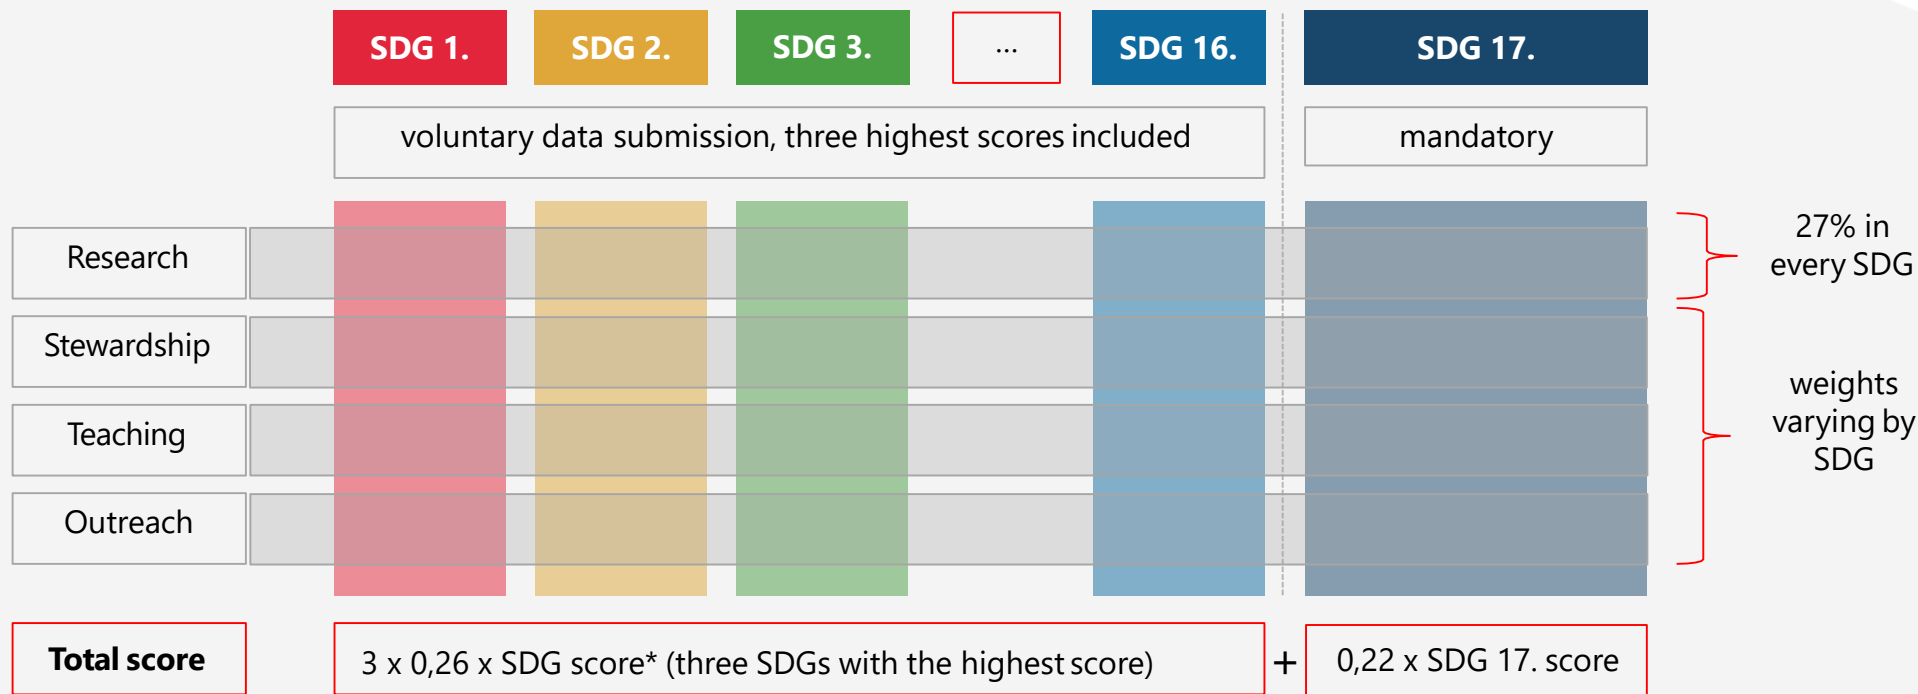 SDG 1.
SDG 2.
SDG 3.
...
SDG 16.
SDG 17.
voluntary data submission, three highest scores included
mandatory
Research
27% in
every SDG
Stewardship
Teaching
weights
varying by
SDG
Outreach
Total score
3 x 0,26 x SDG score* (three SDGs with the highest score)
+
0,22 x SDG 17. score